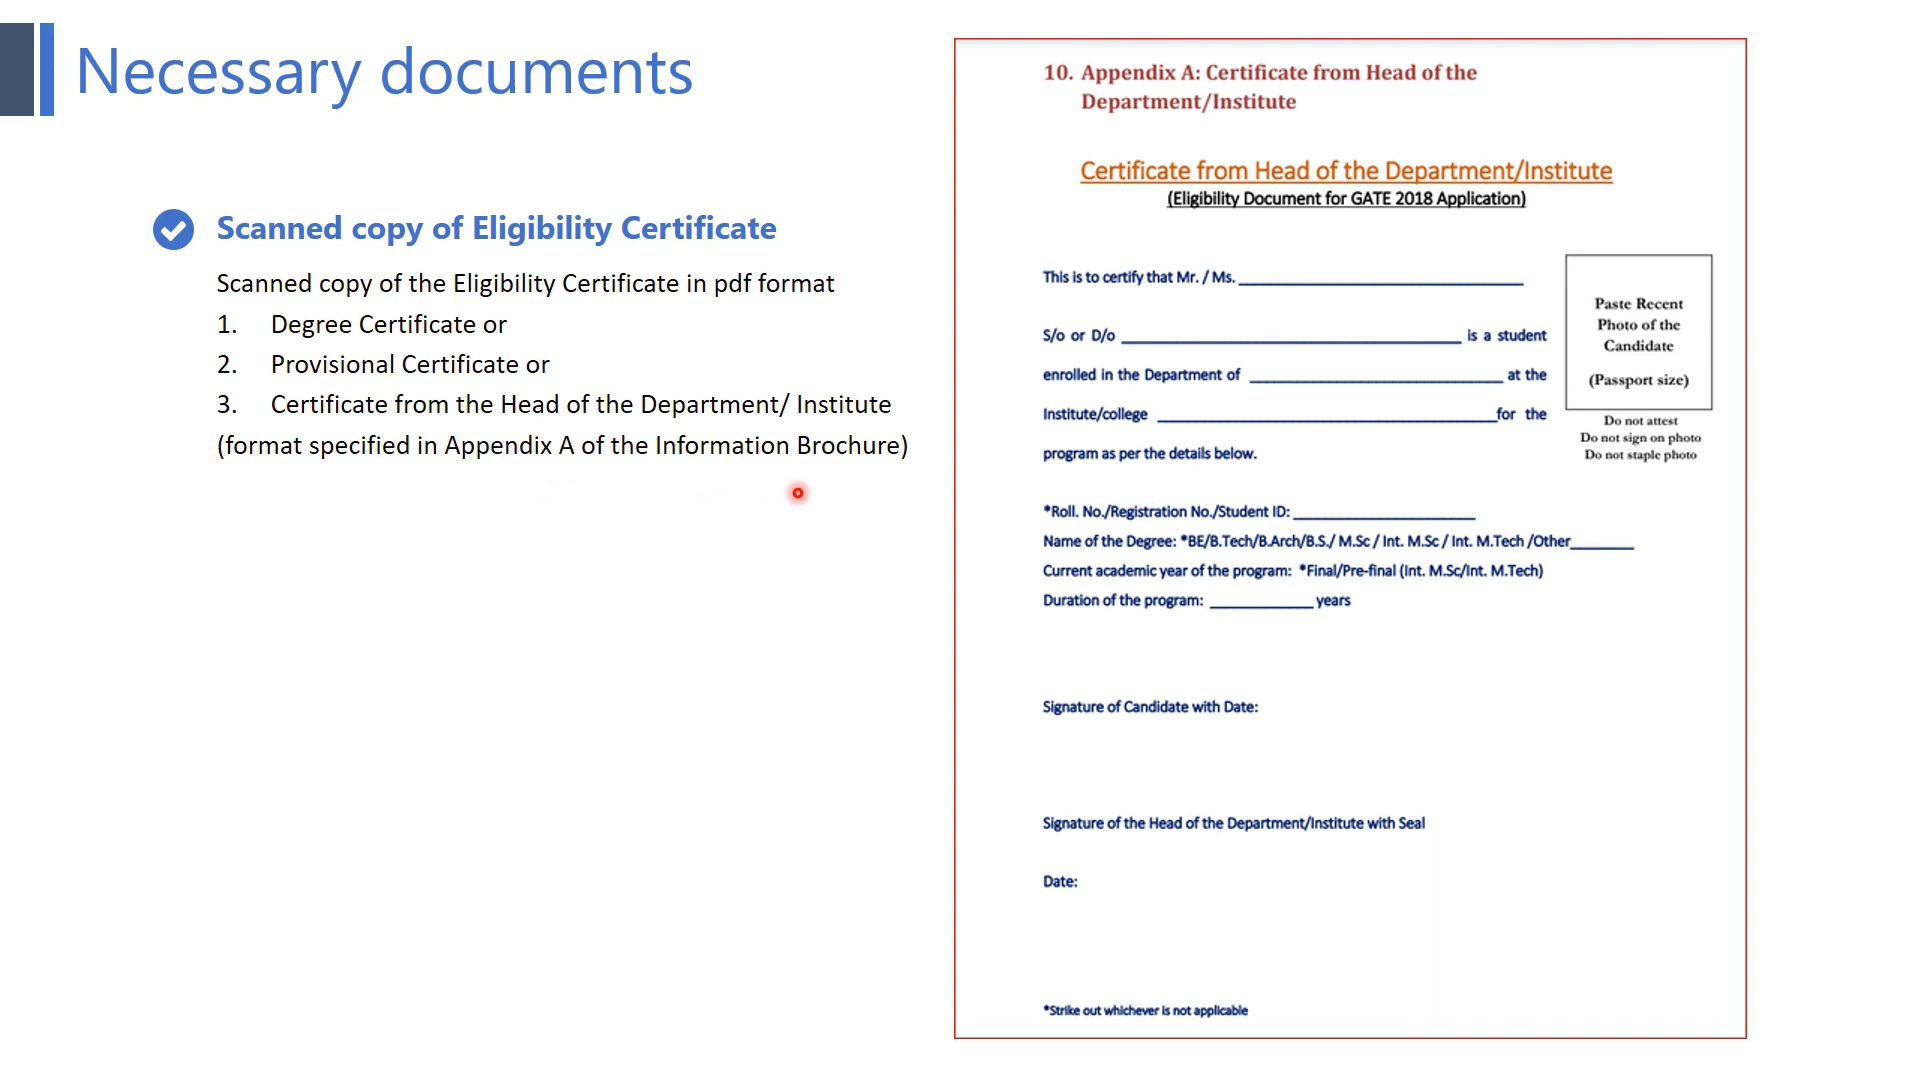 Necessary documents
Scanned copy of Eligibility Certificate
Scanned copy of the Eligibility Certificate in pdf format
1. Degree Certificate or
2. Provisional Certificate or
3. Certificate from the Head of the Department/ Institute
(format specified in Appendix A of the Information Brochure)
10. Appendix A: Certificate from Head of the
Department/Institute
Certificate from Head of the Department/Institute
(Eligibility Document for GATE 2018 Application)
This is to certify that Mr. / Ms. ____________________
S/o or D/o ____________________ is a student
enrolled in the Department of ____________________ at the
Institute/college ____________________for the
program as per the details below.
Paste Recent
Photo of the
Candidate
(Passport size)
Do not attest
Do not sign on photo
Do not staple photo
*Roll. No./Registration No./Student ID: ____________________
Name of the Degree: *BE/B.Tech/B.Arch/B.S./ M.Sc / Int. M.Sc / Int. M.Tech /Other________
Current academic year of the program: *Final/Pre-final (Int. M.Sc/Int. M.Tech)
Duration of the program: ____________ years
Signature of Candidate with Date:
Signature of the Head of the Department/Institute with Seal
Date:
*Strike out whichever is not applicable